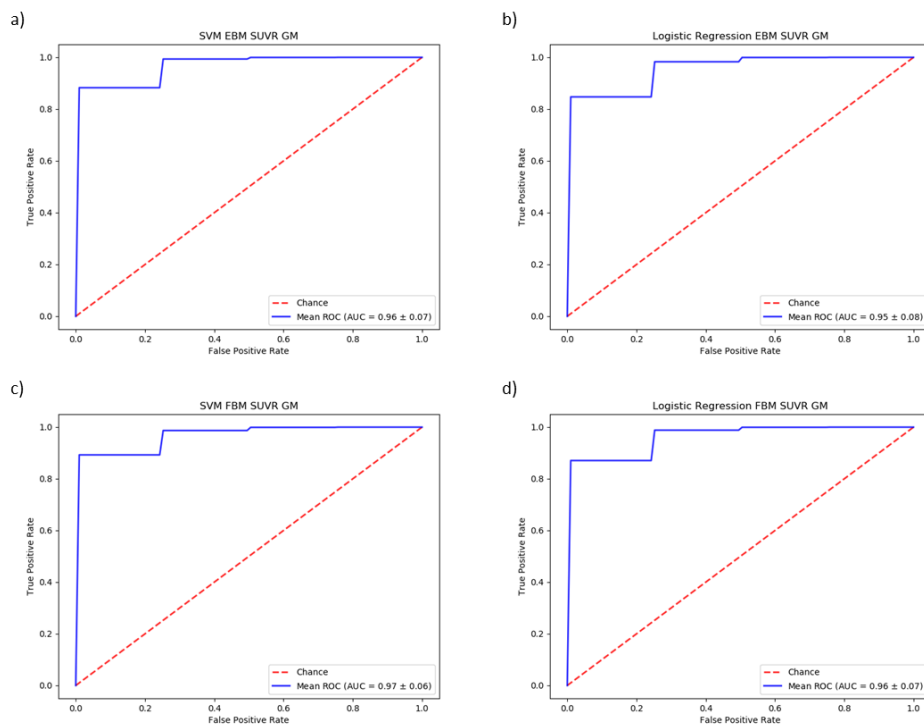 a)
SVM EBM SUVR GM
1.0
0.8
0.6
0.4
0.2
0.0
True Positive Rate
0.0 0.2 0.4 0.6 0.8 1.0
False Positive Rate
Chance
Mean ROC (AUC = 0.96 ± 0.07)
b)
Logistic Regression EBM SUVR GM
1.0
0.8
0.6
0.4
0.2
0.0
True Positive Rate
0.0 0.2 0.4 0.6 0.8 1.0
False Positive Rate
Chance
Mean ROC (AUC = 0.95 ± 0.08)
c)
SVM FBM SUVR GM
1.0
0.8
0.6
0.4
0.2
0.0
True Positive Rate
0.0 0.2 0.4 0.6 0.8 1.0
False Positive Rate
Chance
Mean ROC (AUC = 0.97 ± 0.06)
d)
Logistic Regression FBM SUVR GM
1.0
0.8
0.6
0.4
0.2
0.0
True Positive Rate
0.0 0.2 0.4 0.6 0.8 1.0
False Positive Rate
Chance
Mean ROC (AUC = 0.96 ± 0.07)